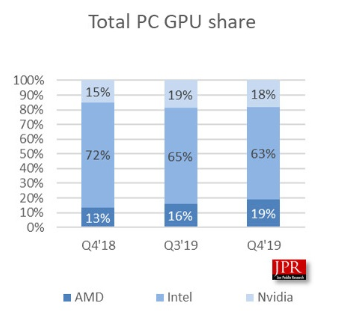 Total PC GPU share
100%
90%
80%
70%
60%
50%
40%
30%
20%
10%
0%
15%
19%
18%
72%
65%
63%
13%
16%
19%
Q4'18
Q3'19
Q4'19
JPR
Jon Peddie Research
AMD
Intel
Nvidia